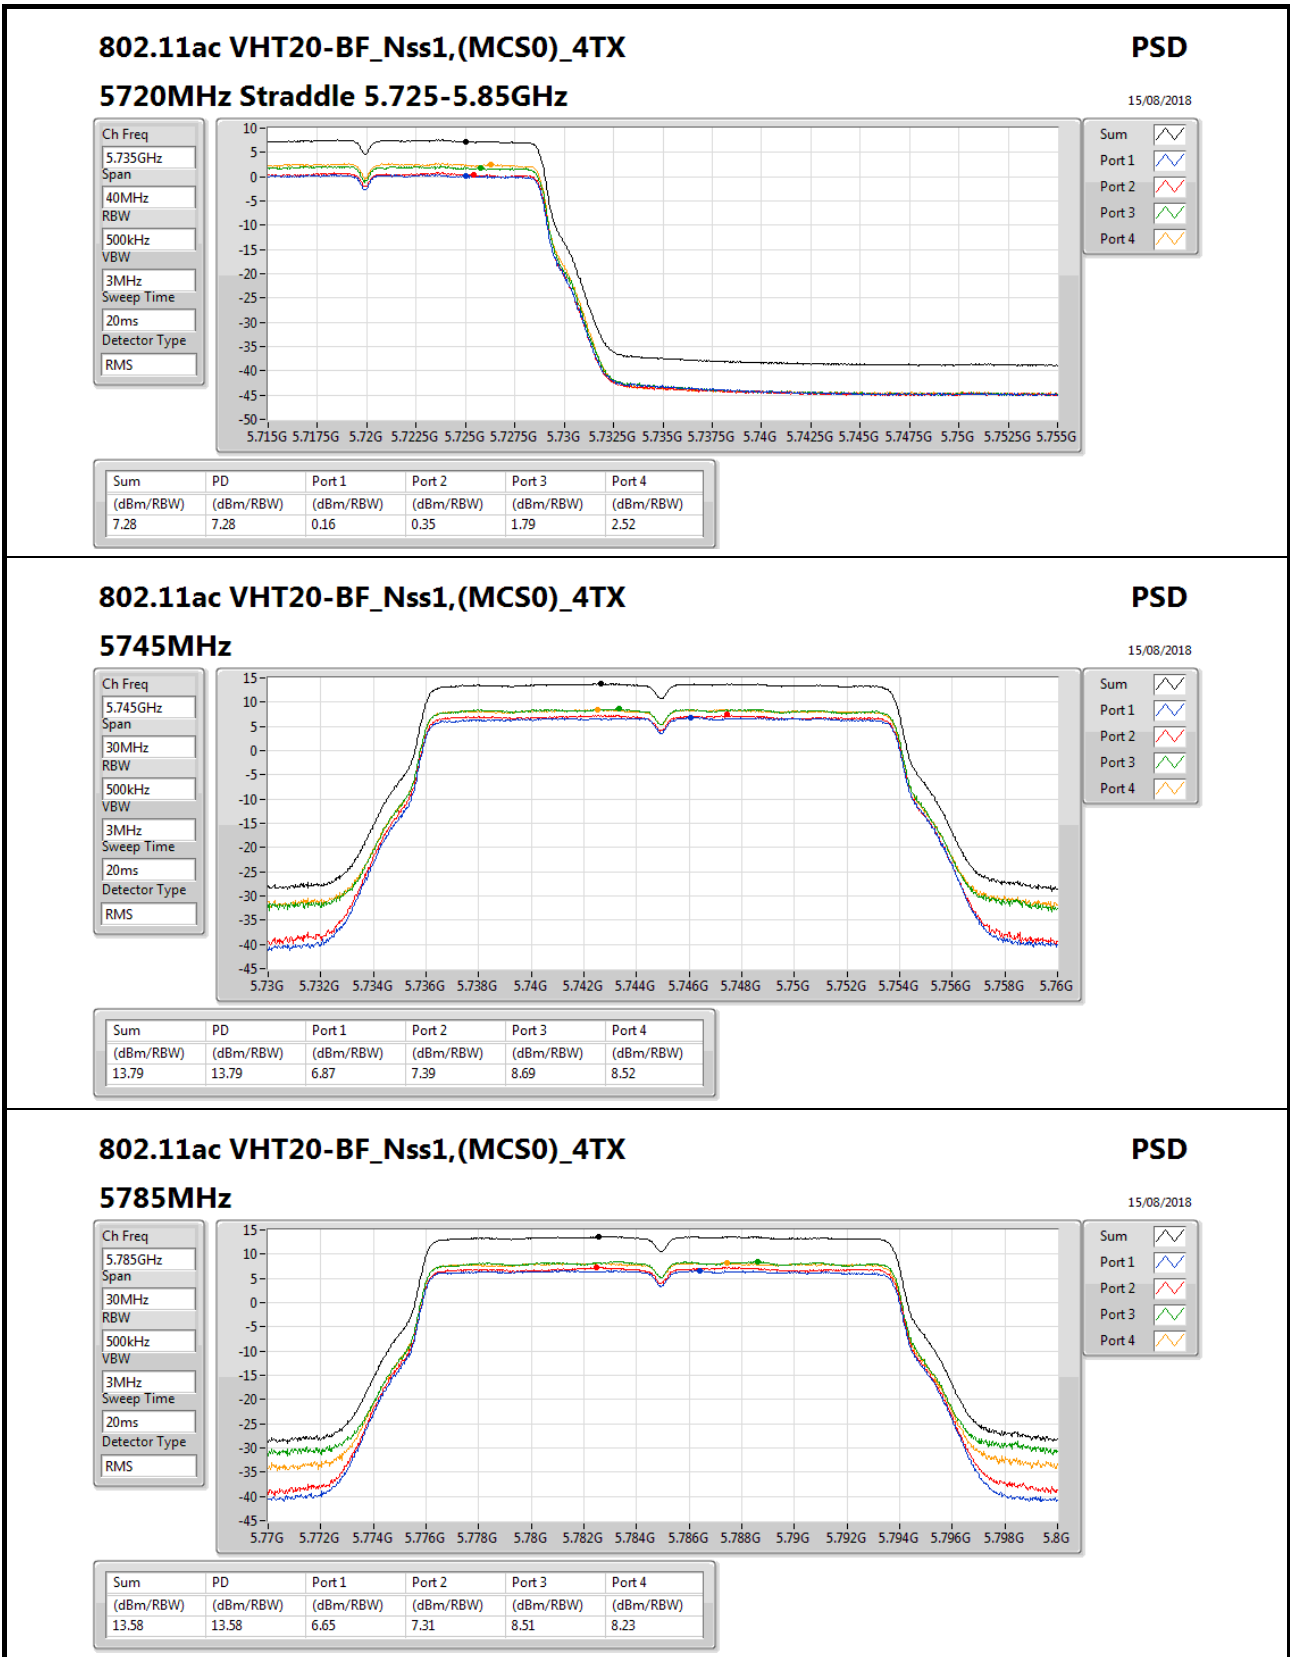 802.11ac VHT20-BF_Nss1,(MCS0)_4TX PSD
5720MHz Straddle 5.725-5.85GHz 15/08/2018
Ch Freq
5.735GHz
Span
40MHz
RBW
500kHz
VBW
3MHz
Sweep Time
20ms
Detector Type
RMS
10
5
0
-5
-10
-15
-20
-25
-30
-35
-40
-45
-50
5.715G 5.7175G 5.72G 5.7225G 5.725G 5.7275G 5.73G 5.7325G 5.735G 5.7375G 5.74G 5.7425G 5.745G 5.7475G 5.75G 5.7525G 5.755G
Sum
Port 1
Port 2
Port 3
Port 4
Sum PD Port 1 Port 2 Port 3 Port 4
(dBm/RBW) (dBm/RBW) (dBm/RBW) (dBm/RBW) (dBm/RBW) (dBm/RBW)
7.28 7.28 0.16 0.35 1.79 2.52
802.11ac VHT20-BF_Nss1,(MCS0)_4TX PSD
5745MHz 15/08/2018
Ch Freq
5.745GHz
Span
30MHz
RBW
500kHz
VBW
3MHz
Sweep Time
20ms
Detector Type
RMS
15
10
5
0
-5
-10
-15
-20
-25
-30
-35
-40
-45
5.73G 5.732G 5.734G 5.736G 5.738G 5.74G 5.742G 5.744G 5.746G 5.748G 5.75G 5.752G 5.754G 5.756G 5.758G 5.76G
Sum
Port 1
Port 2
Port 3
Port 4
Sum PD Port 1 Port 2 Port 3 Port 4
(dBm/RBW) (dBm/RBW) (dBm/RBW) (dBm/RBW) (dBm/RBW) (dBm/RBW)
13.79 13.79 6.87 7.39 8.69 8.52
802.11ac VHT20-BF_Nss1,(MCS0)_4TX PSD
5785MHz 15/08/2018
Ch Freq
5.785GHz
Span
30MHz
RBW
500kHz
VBW
3MHz
Sweep Time
20ms
Detector Type
RMS
15
10
5
0
-5
-10
-15
-20
-25
-30
-35
-40
-45
5.77G 5.772G 5.774G 5.776G 5.778G 5.78G 5.782G 5.784G 5.786G 5.788G 5.79G 5.792G 5.794G 5.796G 5.798G 5.8G
Sum
Port 1
Port 2
Port 3
Port 4
Sum PD Port 1 Port 2 Port 3 Port 4
(dBm/RBW) (dBm/RBW) (dBm/RBW) (dBm/RBW) (dBm/RBW) (dBm/RBW)
13.58 13.58 6.65 7.31 8.51 8.23